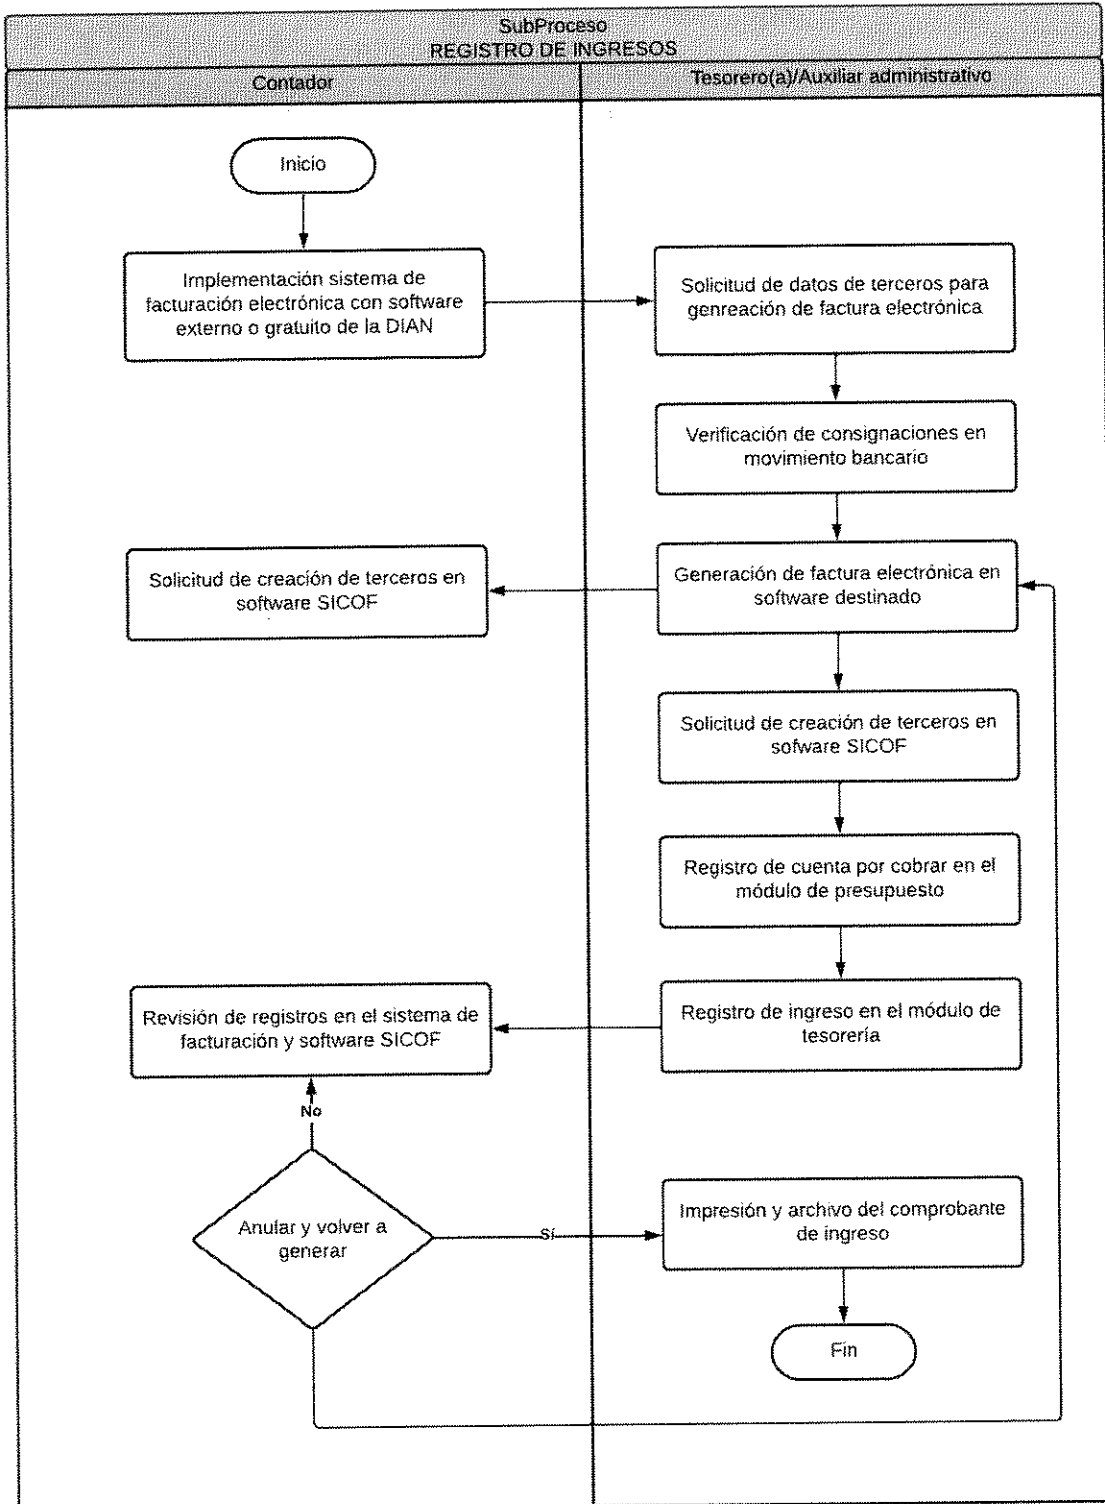 SubProceso
REGISTRO DE INGRESOS
Contador
Tesorero(a)/Auxiliar administrativo
Inicio
Implementación sistema de
facturación electrónica con software
externo o gratuito de la DIAN
Solicitud de datos de terceros para
genreación de factura electrónica
Verificación de consignaciones en
movimiento bancario
Solicitud de creación de terceros en
software SICOF
Generación de factura electrónica en
software destinado
Solicitud de creación de terceros en
sofware SICOF
Registro de cuenta por cobrar en el
módulo de presupuesto
Revisión de registros en el sistema de
facturación y software SICOF
Registro de ingreso en el módulo de
tesorería
No
Anular y volver a
generar
Sí
Impresión y archivo del comprobante
de ingreso
Fin